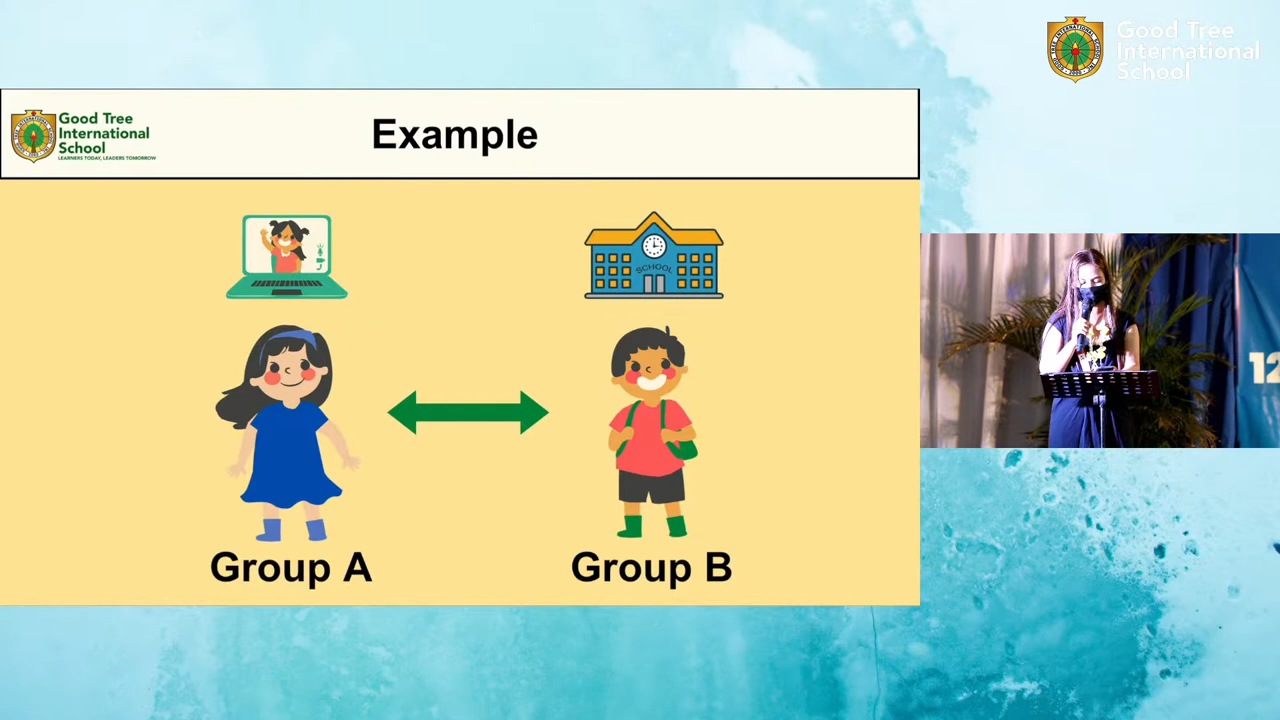 Good Tree
International
School
Good Tree
International
School
LEARNERS TODAY, LEADERS TOMORROW
Example
SCHOOL
12
Group A
Group B